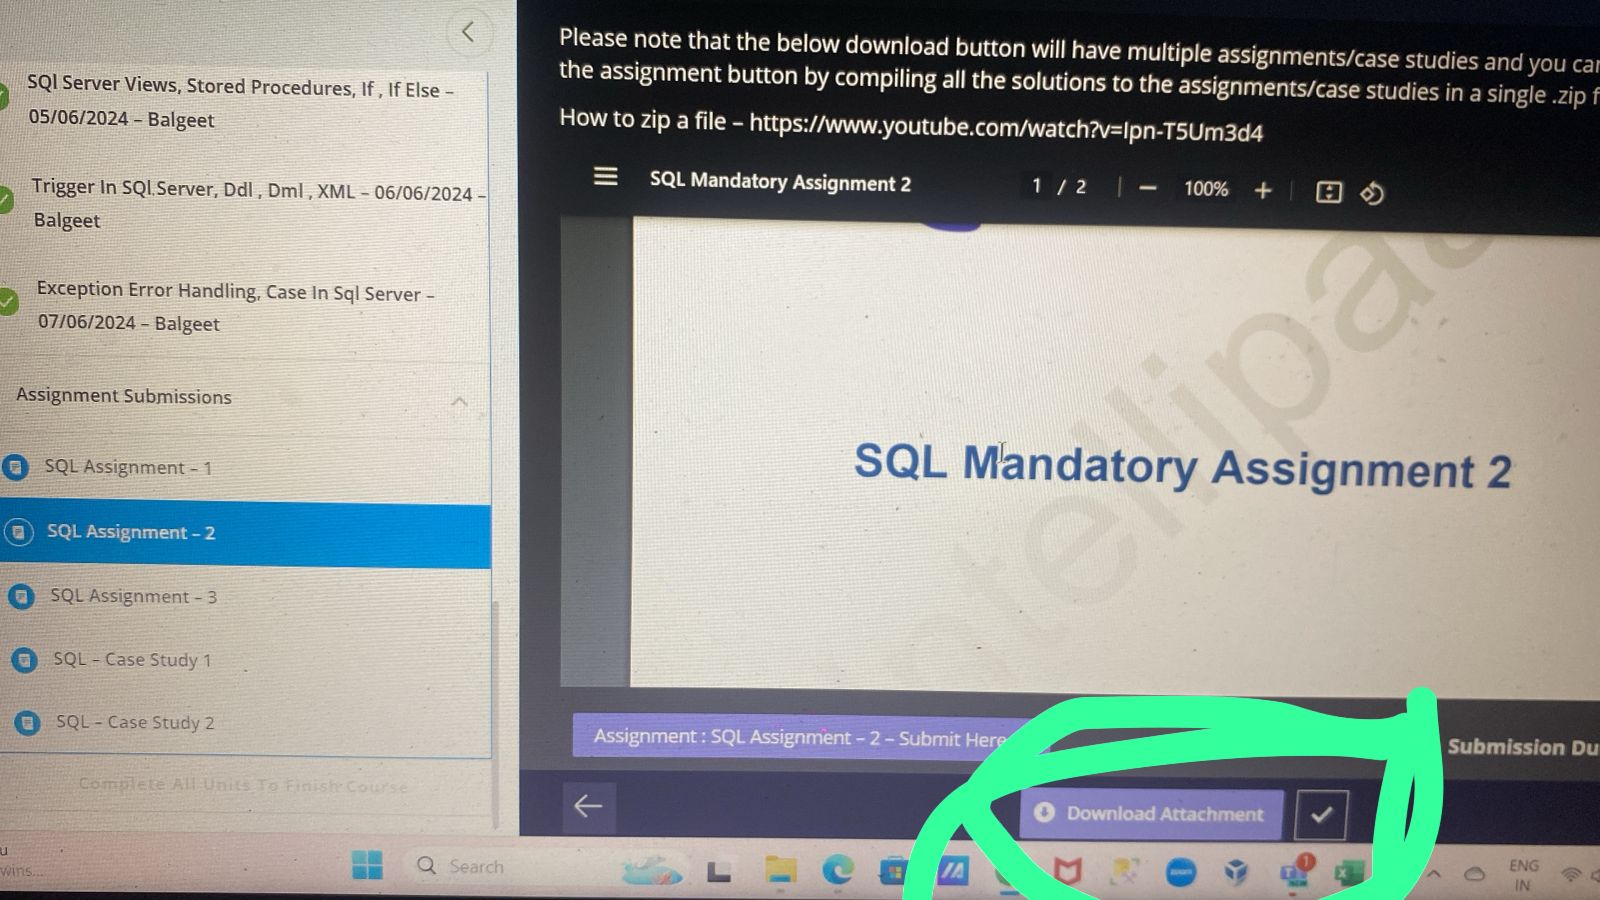 SQl Server Views, Stored Procedures, If , If Else –
05/06/2024 – Balgeet
Trigger In SQl Server, Ddl , Dml , XML – 06/06/2024 –
Balgeet
Exception Error Handling, Case In Sql Server –
07/06/2024 – Balgeet
Assignment Submissions
SQL Assignment – 1
SQL Assignment – 2
SQL Assignment – 3
SQL – Case Study 1
SQL – Case Study 2
Complete All Units To Finish Course
Please note that the below download button will have multiple assignments/case studies and you can
the assignment button by compiling all the solutions to the assignments/case studies in a single .zip f
How to zip a file – https://www.youtube.com/watch?v=lpn-T5Um3d4
SQL Mandatory Assignment 2
1 / 2
100%
SQL Mandatory Assignment 2
Assignment : SQL Assignment – 2 – Submit Here
Submission Du
Download Attachment
wins...
Search
zoom
1
ENG
IN